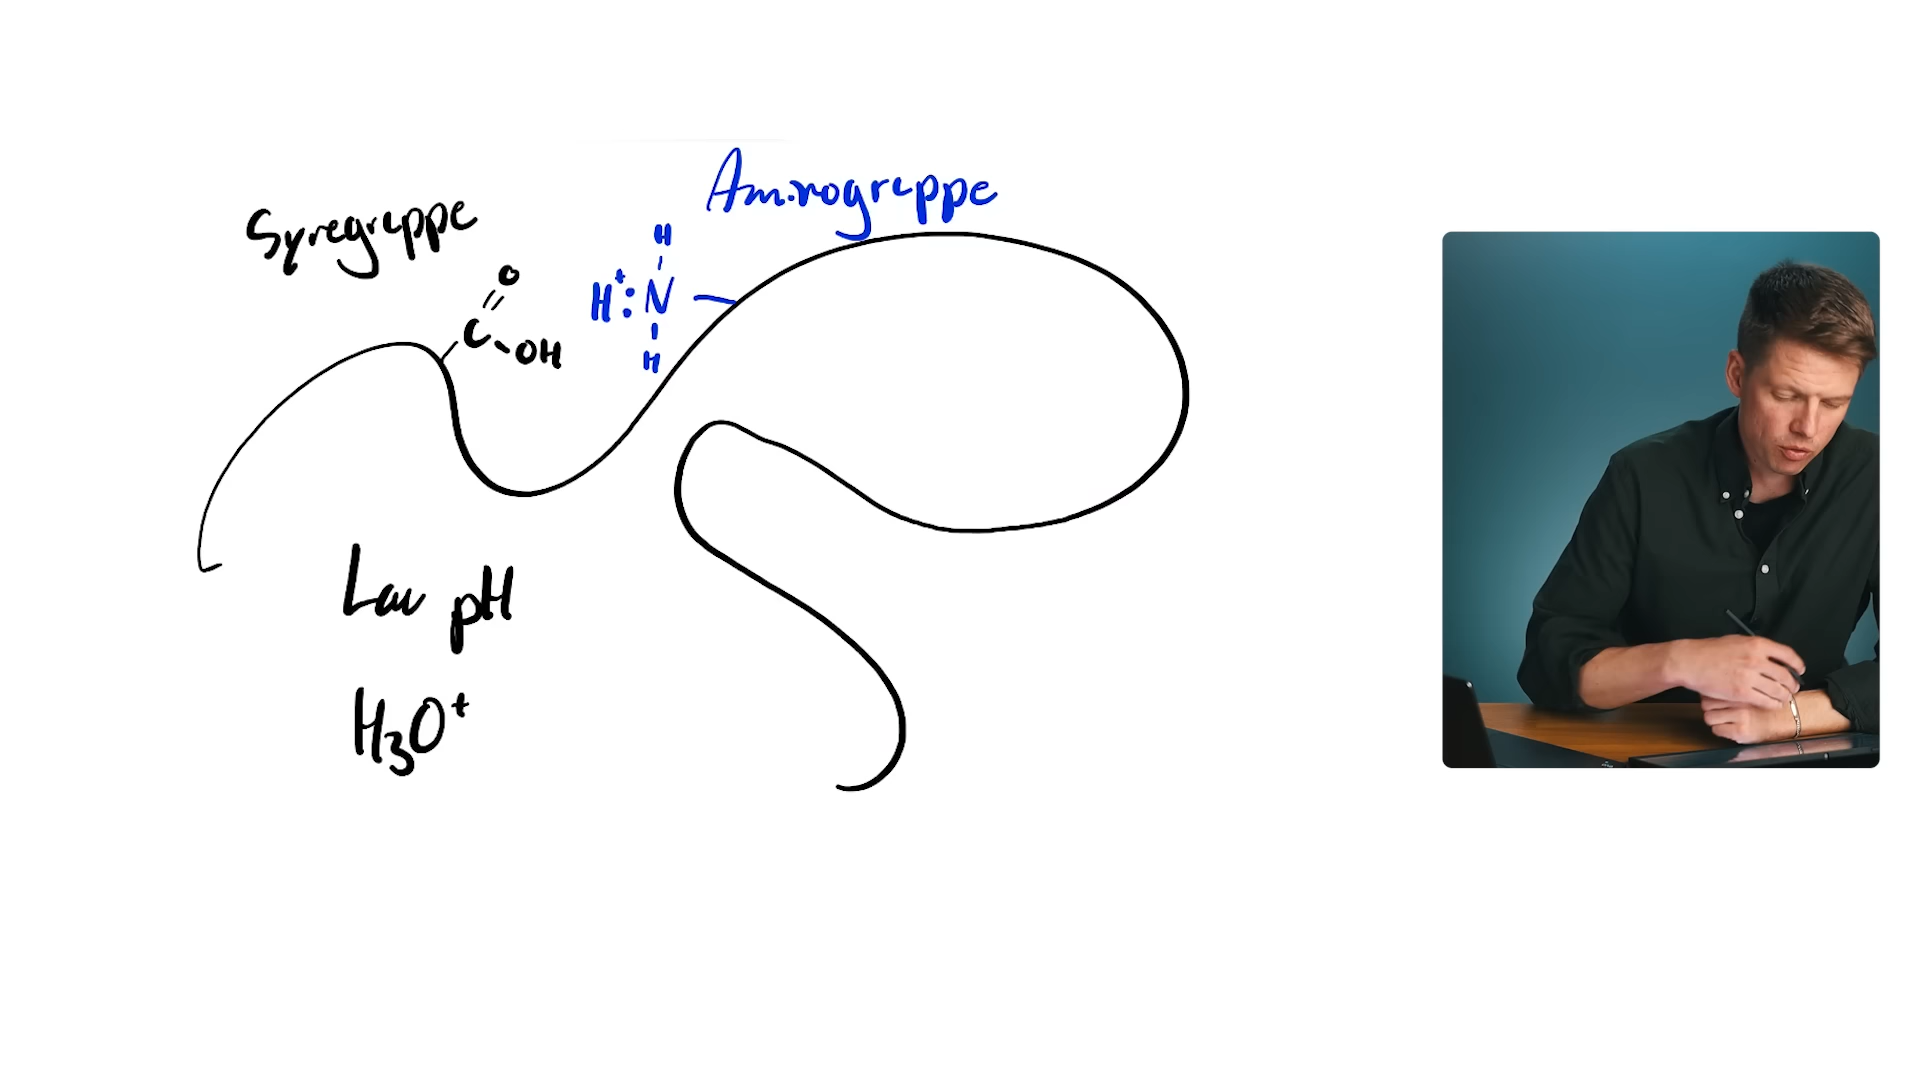 Syregruppe
Aminogruppe
O
C
OH
H
H+:N
H
Lav pH
H3O+